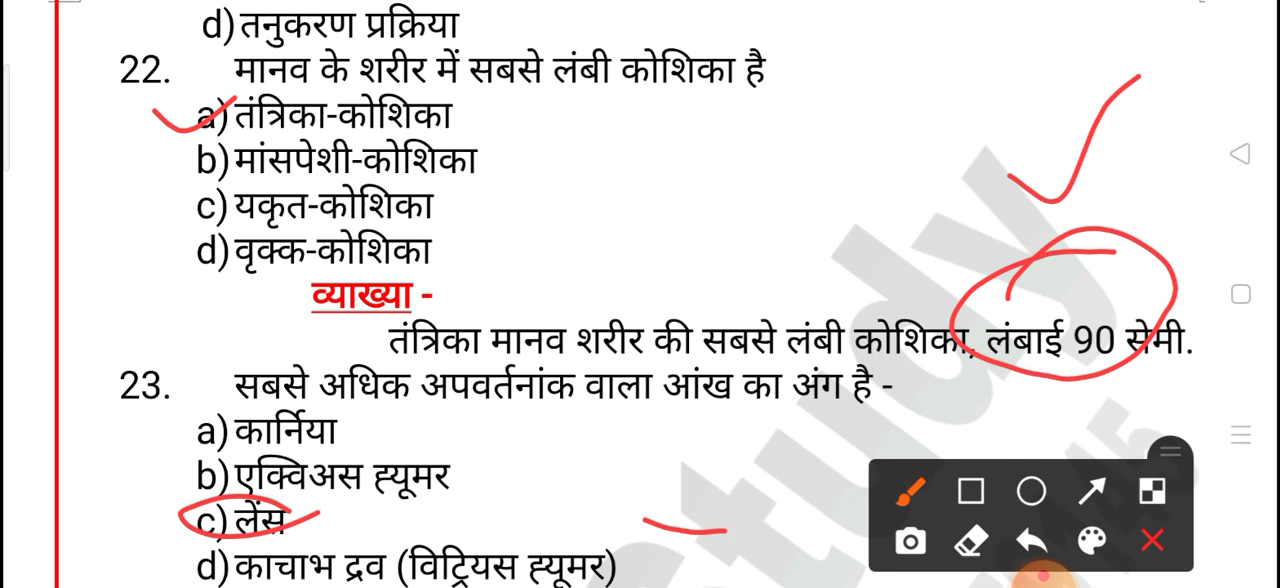 d) तनुकरण प्रक्रिया
22. मानव के शरीर में सबसे लंबी कोशिका है
a) तंत्रिका-कोशिका
b) मांसपेशी-कोशिका
c) यकृत-कोशिका
d) वृक्क-कोशिका
व्याख्या -
तंत्रिका मानव शरीर की सबसे लंबी कोशिका, लंबाई 90 सेमी.
23. सबसे अधिक अपवर्तनांक वाला आंख का अंग है -
a) कार्निया
b) एक्विअस ह्यूमर
c) लेंस
d) काचाभ द्रव (विट्रियस ह्यूमर)
study